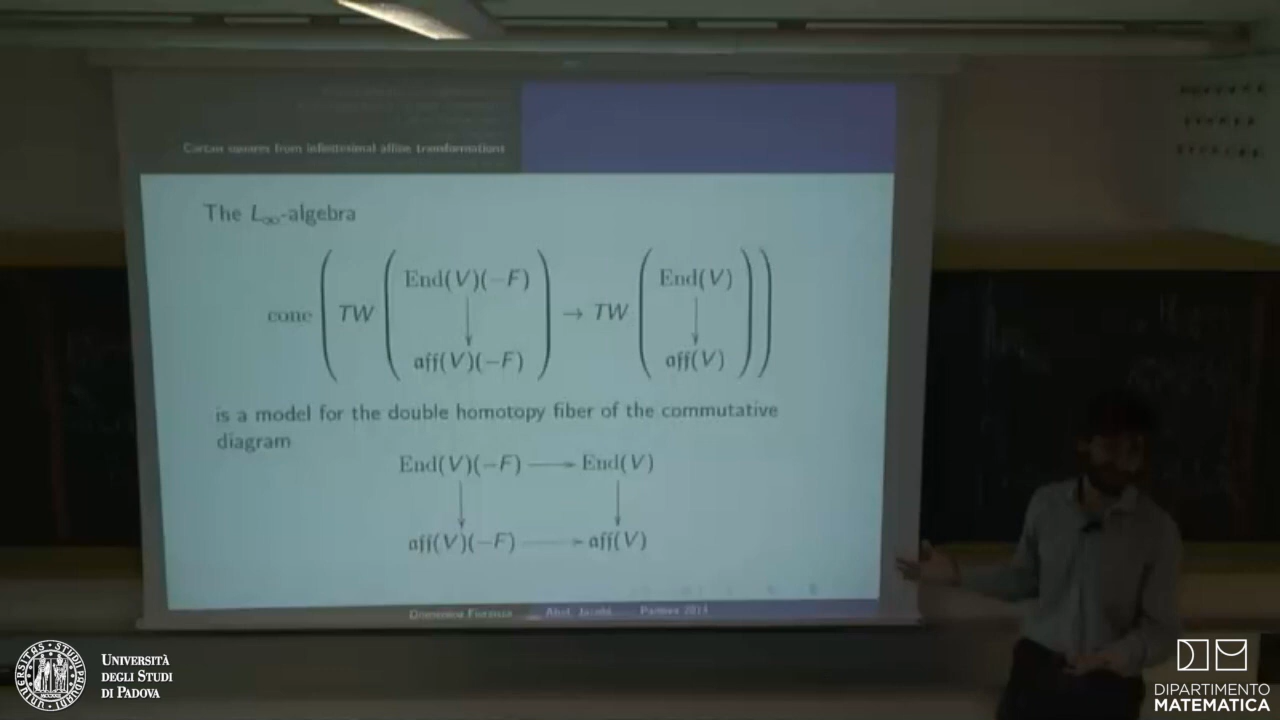 Cartan squares from infinitesimal affine transformations
The L∞-algebra
cone ( TW ( End(V)(−F) ↓ aff(V)(−F) ) → TW ( End(V) ↓ aff(V) ) )
is a model for the double homotopy fiber of the commutative
diagram
End(V)(−F) → End(V)
↓ ↓
aff(V)(−F) → aff(V)
Domenico Fiorenza Padova
UNIVERSITÀ
DEGLI STUDI
DI PADOVA
DIPARTIMENTO
MATEMATICA